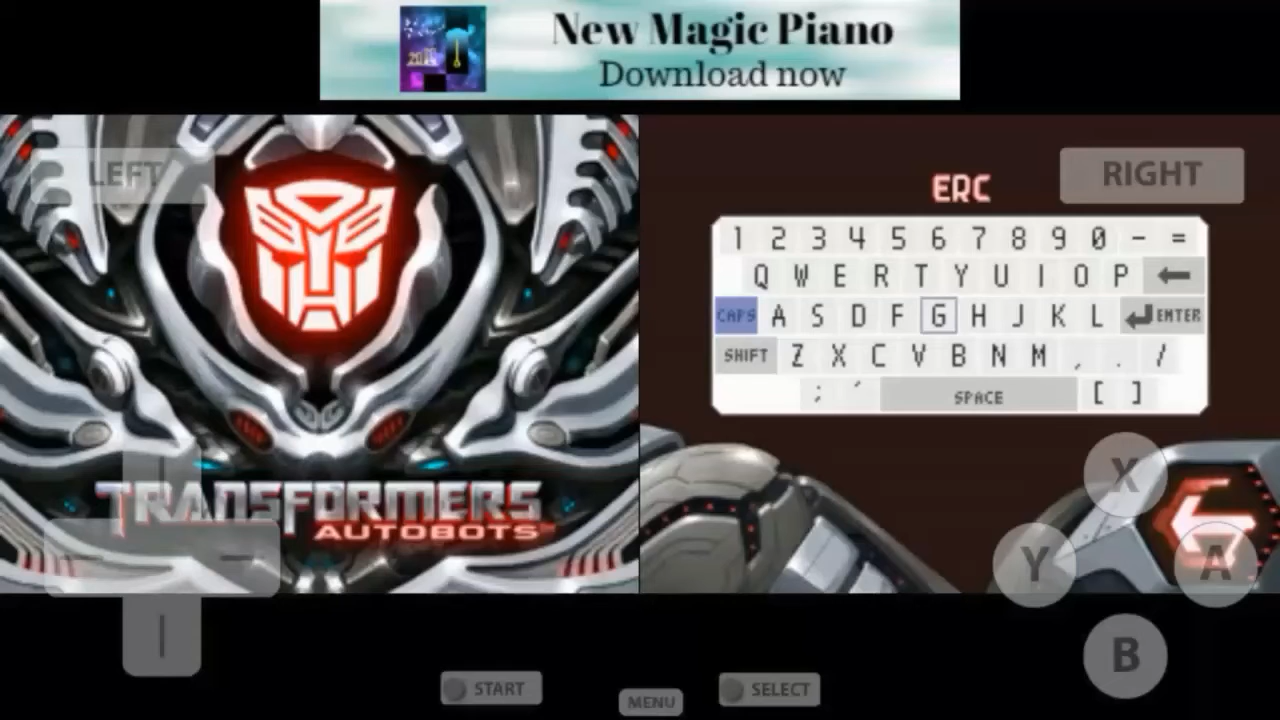 New Magic Piano
Download now
LEFT
RIGHT
ERC
1 2 3 4 5 6 7 8 9 0 - =
Q W E R T Y U I O P
CAPS A S D F G H J K L ENTER
SHIFT Z X C V B N M , . /
; ' SPACE [ ]
TRANSFORMERS
AUTOBOTS
X
Y
A
B
START
MENU
SELECT